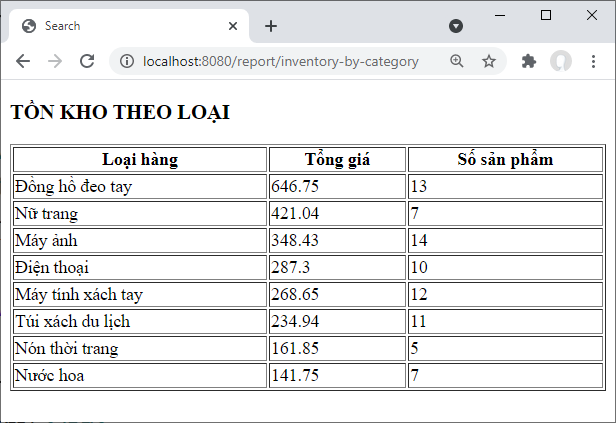 Search
localhost:8080/report/inventory-by-category
TỒN KHO THEO LOẠI
Loại hàng Tổng giá Số sản phẩm
Đồng hồ đeo tay 646.75 13
Nữ trang 421.04 7
Máy ảnh 348.43 14
Điện thoại 287.3 10
Máy tính xách tay 268.65 12
Túi xách du lịch 234.94 11
Nón thời trang 161.85 5
Nước hoa 141.75 7